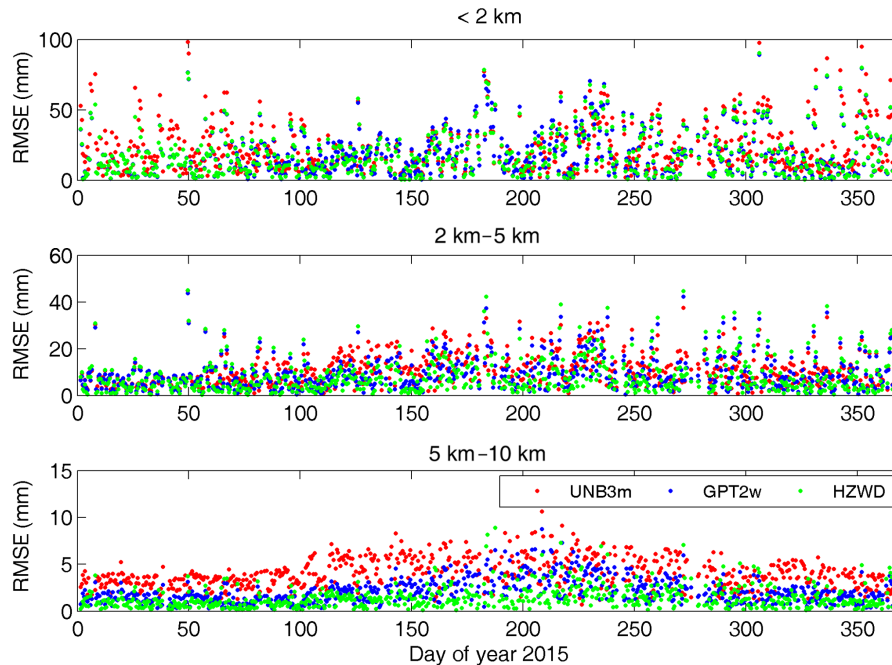 < 2 km
100
50
0
RMSE (mm)
0 50 100 150 200 250 300 350
2 km–5 km
60
40
20
0
RMSE (mm)
0 50 100 150 200 250 300 350
5 km–10 km
15
10
5
0
RMSE (mm)
UNB3m GPT2w HZWD
0 50 100 150 200 250 300 350
Day of year 2015